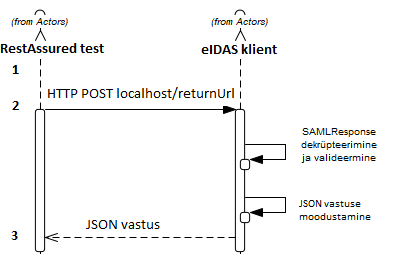 (from Actors)
(from Actors)
RestAssured test
eIDAS klient
1
HTTP POST localhost/returnUrl
2
SAMLResponse
dekrüpteerimine
ja valideermine
JSON vastuse
moodustamine
JSON vastus
3